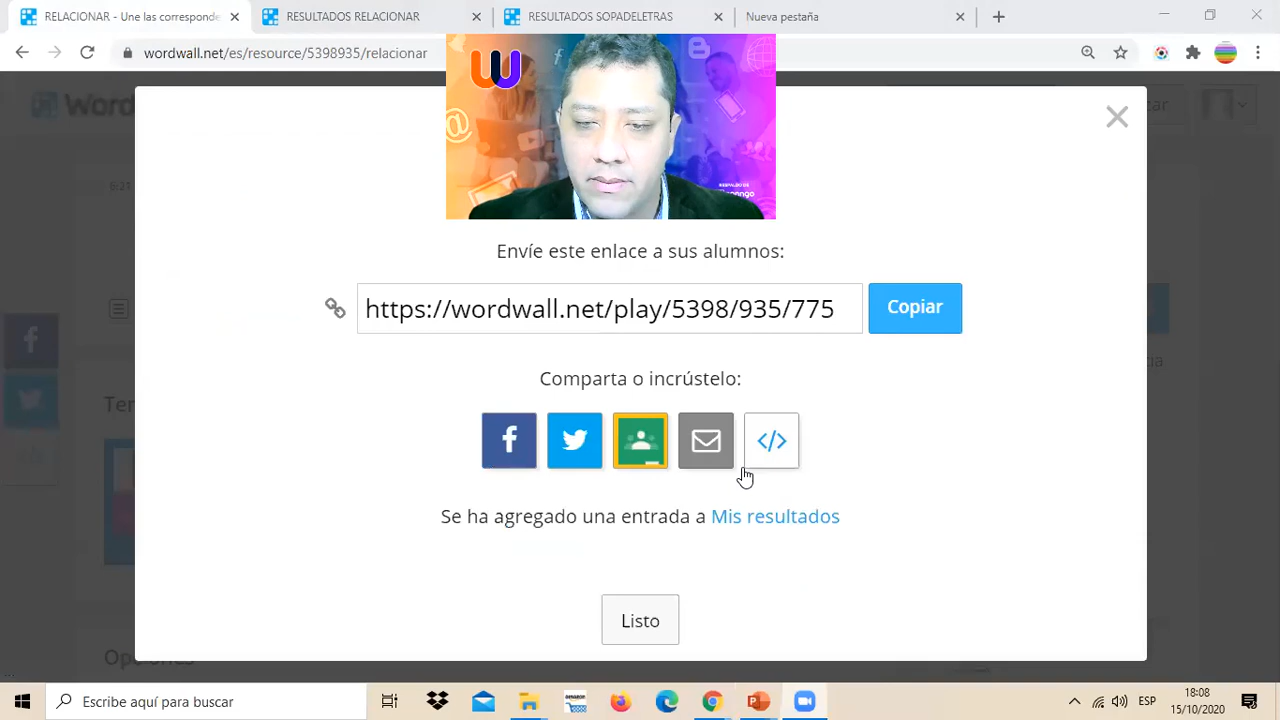 RELACIONAR - Une las corresponde
RESULTADOS RELACIONAR
RESULTADOS SOPADELETRAS
Nueva pestaña
wordwall.net/es/resource/5398935/relacionar
Envíe este enlace a sus alumnos:
https://wordwall.net/play/5398/935/775
Copiar
Comparta o incrústelo:
Se ha agregado una entrada a Mis resultados
Listo
Opciones
Escribe aquí para buscar
ESP
18:08
15/10/2020